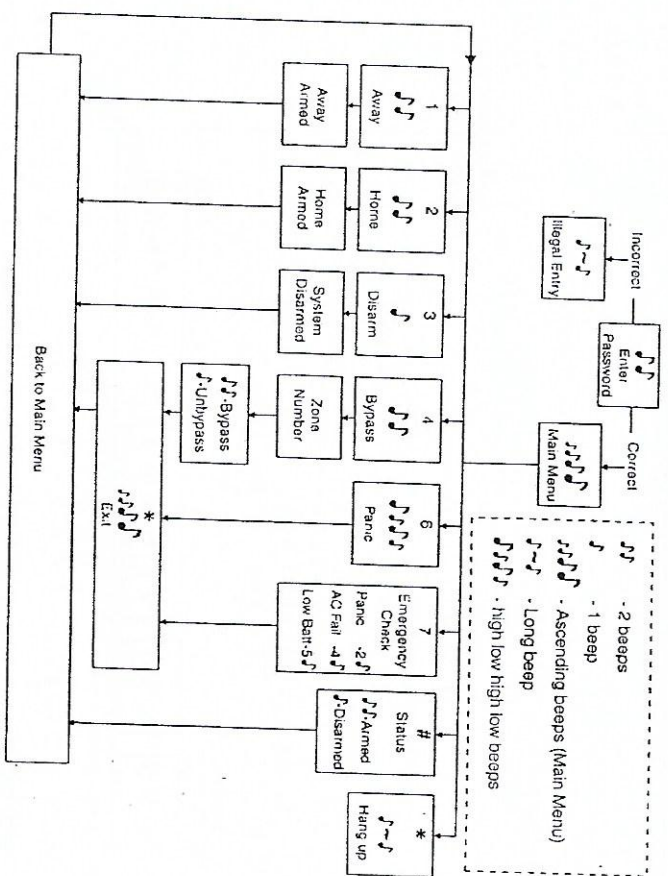 ♪♪ - 2 beeps
♪ - 1 beep
♪♪♪♪ - Ascending beeps (Main Menu)
♪~♪ - Long beep
♪♪♪♪ - high low high low beeps
♪♪
Enter
Password
Incorrect
Correct
♪~♪
Illegal Entry
♪♪♪♪
Main Menu
1
♪♪
Away
Away
Armed
2
♪♪
Home
Home
Armed
3
♪
Disarm
System
Disarmed
4
♪♪
Bypass
Zone
Number
♪♪-Bypass
♪-Unbypass
6
♪♪♪♪
Panic
*
♪♪♪♪
Exit
7
Emergency
Check
Panic -2♪
AC Fail -4♪
Low Batt-5♪
#
Status
♪♪-Armed
♪-Disarmed
*
♪~♪
Hang up
Back to Main Menu